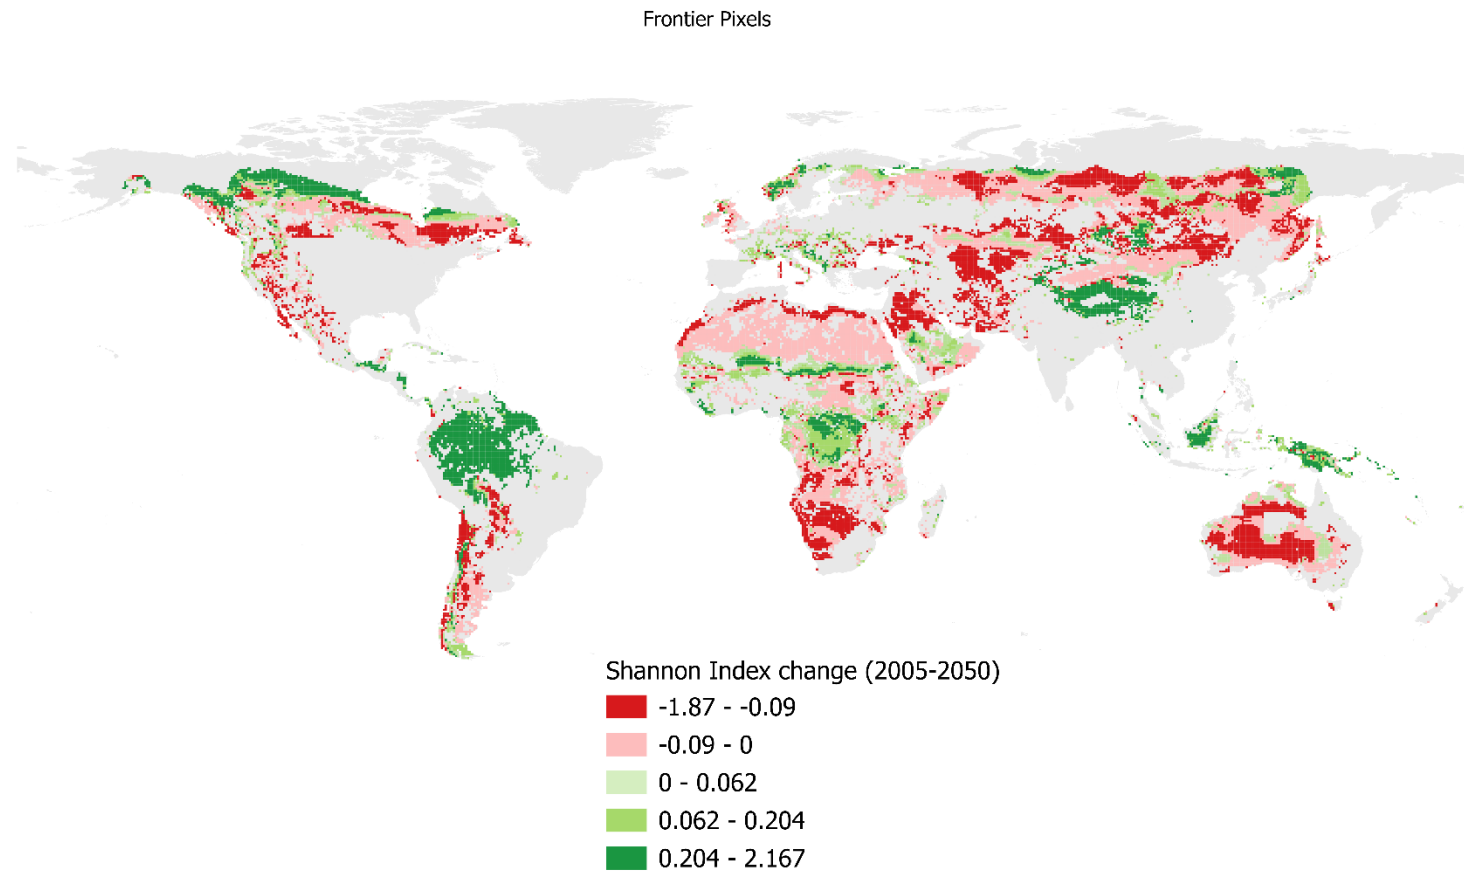 Frontier Pixels
Shannon Index change (2005-2050)
-1.87 - -0.09
-0.09 - 0
0 - 0.062
0.062 - 0.204
0.204 - 2.167